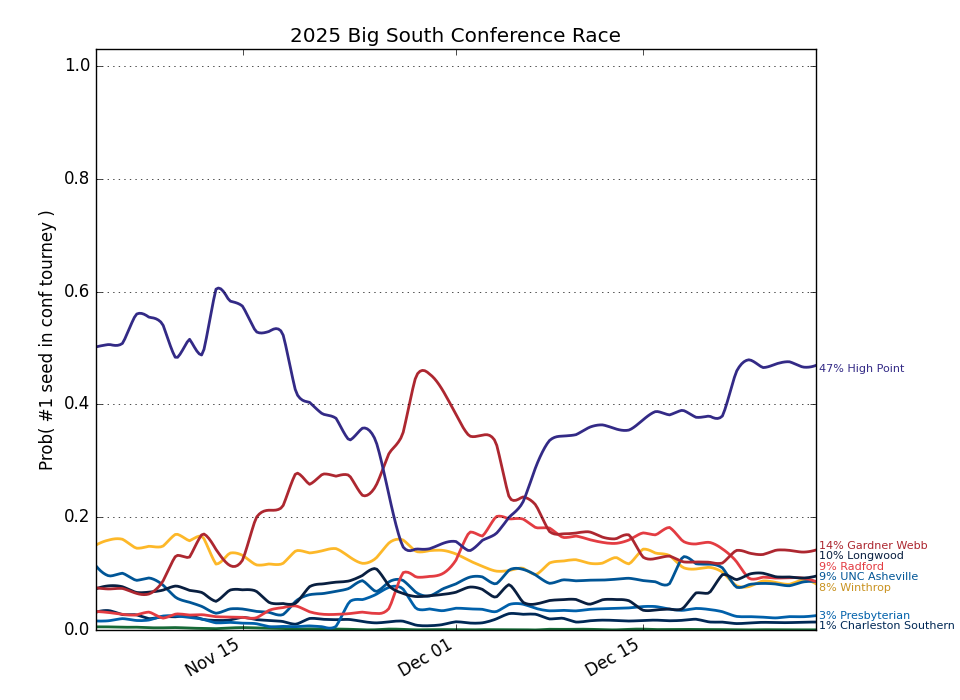 2025 Big South Conference Race
Prob( #1 seed in conf tourney )
1.0
0.8
0.6
0.4
0.2
0.0
Nov 15
Dec 01
Dec 15
47% High Point
14% Gardner Webb
10% Longwood
9% Radford
9% UNC Asheville
8% Winthrop
3% Presbyterian
1% Charleston Southern